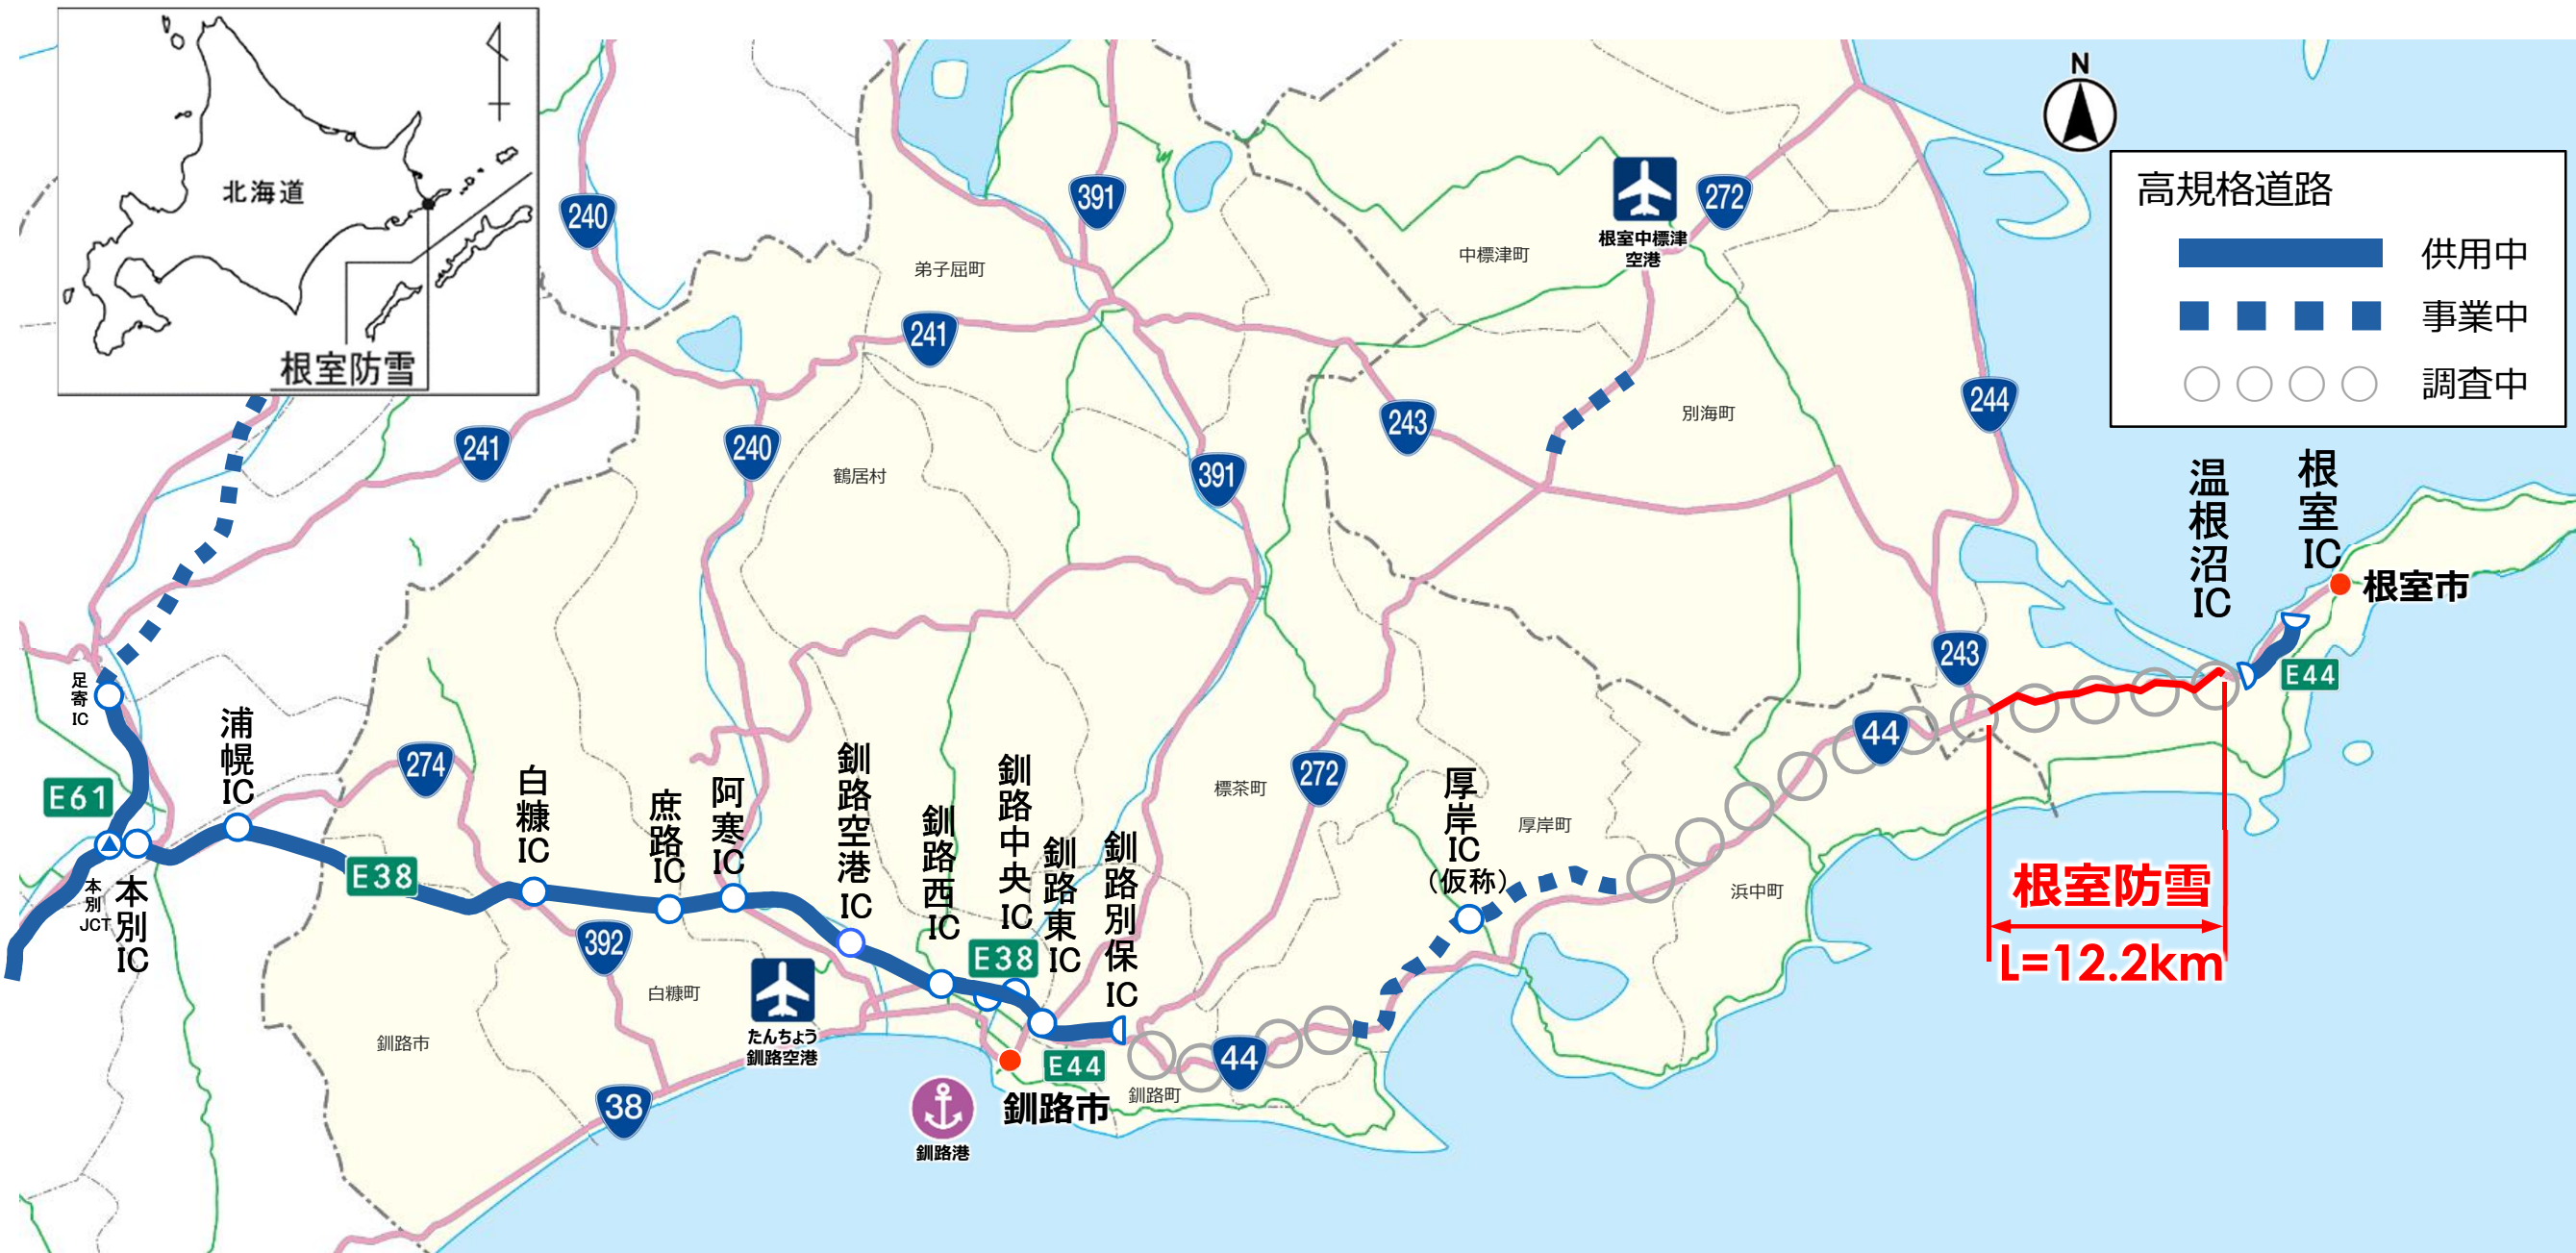 北海道
根室防雪
N
高規格道路
供用中
事業中
調査中
240
391
272
根室中標津
空港
中標津町
弟子屈町
241
241
240
鶴居村
391
243
別海町
244
温根沼IC
根室IC
根室市
E44
243
44
足寄IC
E61
浦幌IC
274
本別JCT
本別IC
E38
白糠IC
庶路IC
阿寒IC
釧路空港IC
釧路西IC
釧路中央IC
釧路東IC
釧路別保IC
E38
標茶町
272
厚岸IC
(仮称)
厚岸町
浜中町
根室防雪
L=12.2km
392
白糠町
釧路市
たんちょう
釧路空港
38
釧路港
釧路市
E44
釧路町
44